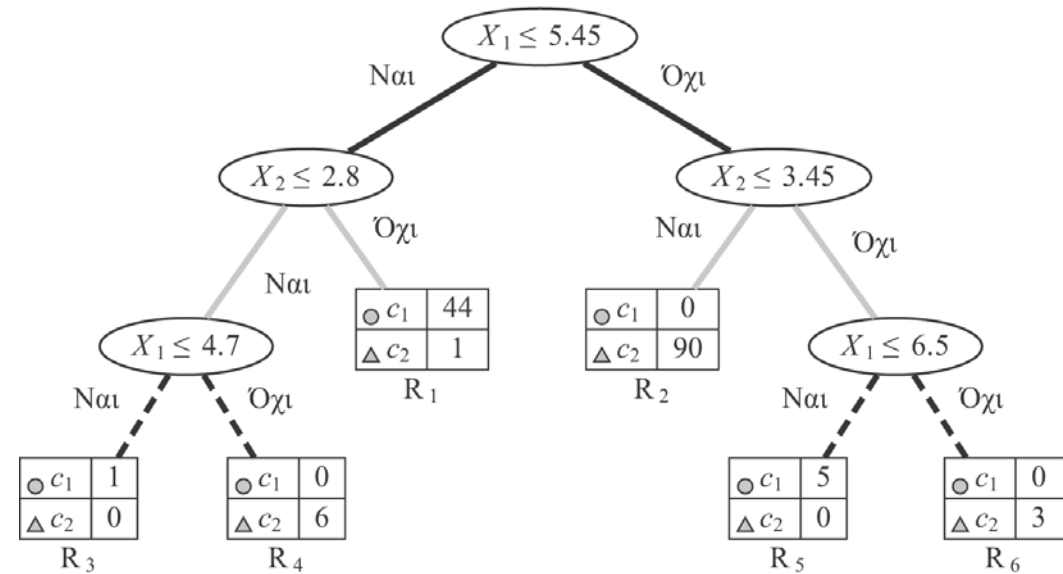 X₁ ≤ 5.45
Ναι Όχι
X₂ ≤ 2.8 X₂ ≤ 3.45
Όχι Ναι Όχι
Ναι
c₁ 44 c₁ 0
X₁ ≤ 4.7 X₁ ≤ 6.5
c₂ 1 c₂ 90
R₁ R₂
Ναι Όχι Ναι Όχι
c₁ 1 c₁ 0 c₁ 5 c₁ 0
c₂ 0 c₂ 6 c₂ 0 c₂ 3
R₃ R₄ R₅ R₆